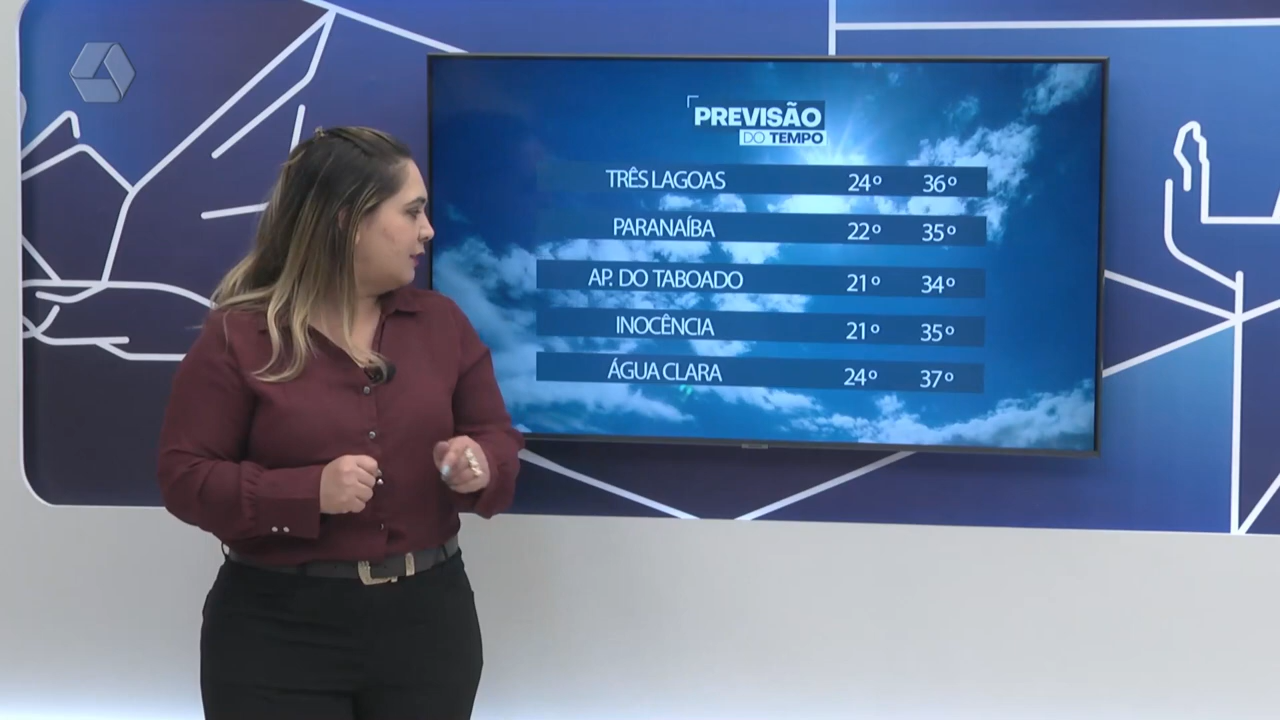 PREVISÃO
DO TEMPO
TRÊS LAGOAS 24º 36º
PARANAÍBA 22º 35º
AP. DO TABOADO 21º 34º
INOCÊNCIA 21º 35º
ÁGUA CLARA 24º 37º